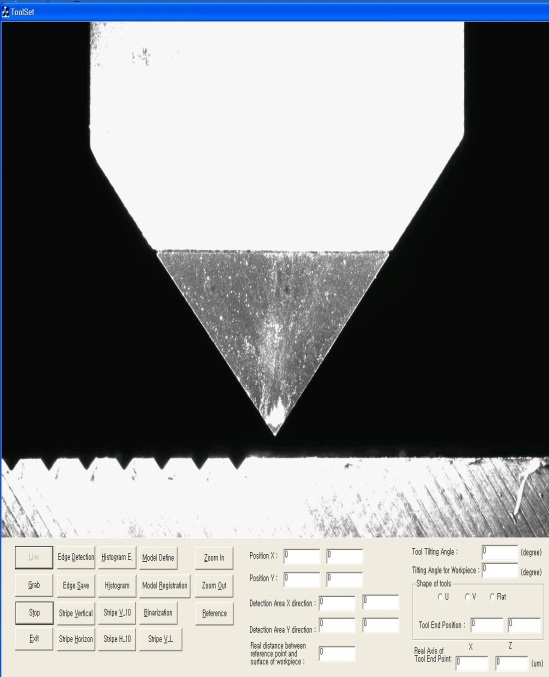 ToolSet
Live Edge Detection Histogram E. Model Define Zoom In
Grab Edge Save Histogram Model Registration Zoom Out
Stop Stripe Vertical Stripe V_10 Binarization Reference
Exit Stripe Horizon Stripe H_10 Stripe V_L
Position X : 0 0
Position Y : 0 0
Detection Area X direction : 0 0
Detection Area Y direction : 0 0
Real distance between
reference point and
surface of workpiece : 0
Tool Tilting Angle : 0 (degree)
Tilting Angle for Workpiece : 0 (degree)
Shape of tools
U V Flat
Tool End Position : 0 0
X Z
Real Axis of
Tool End Point: 0 0 (um)